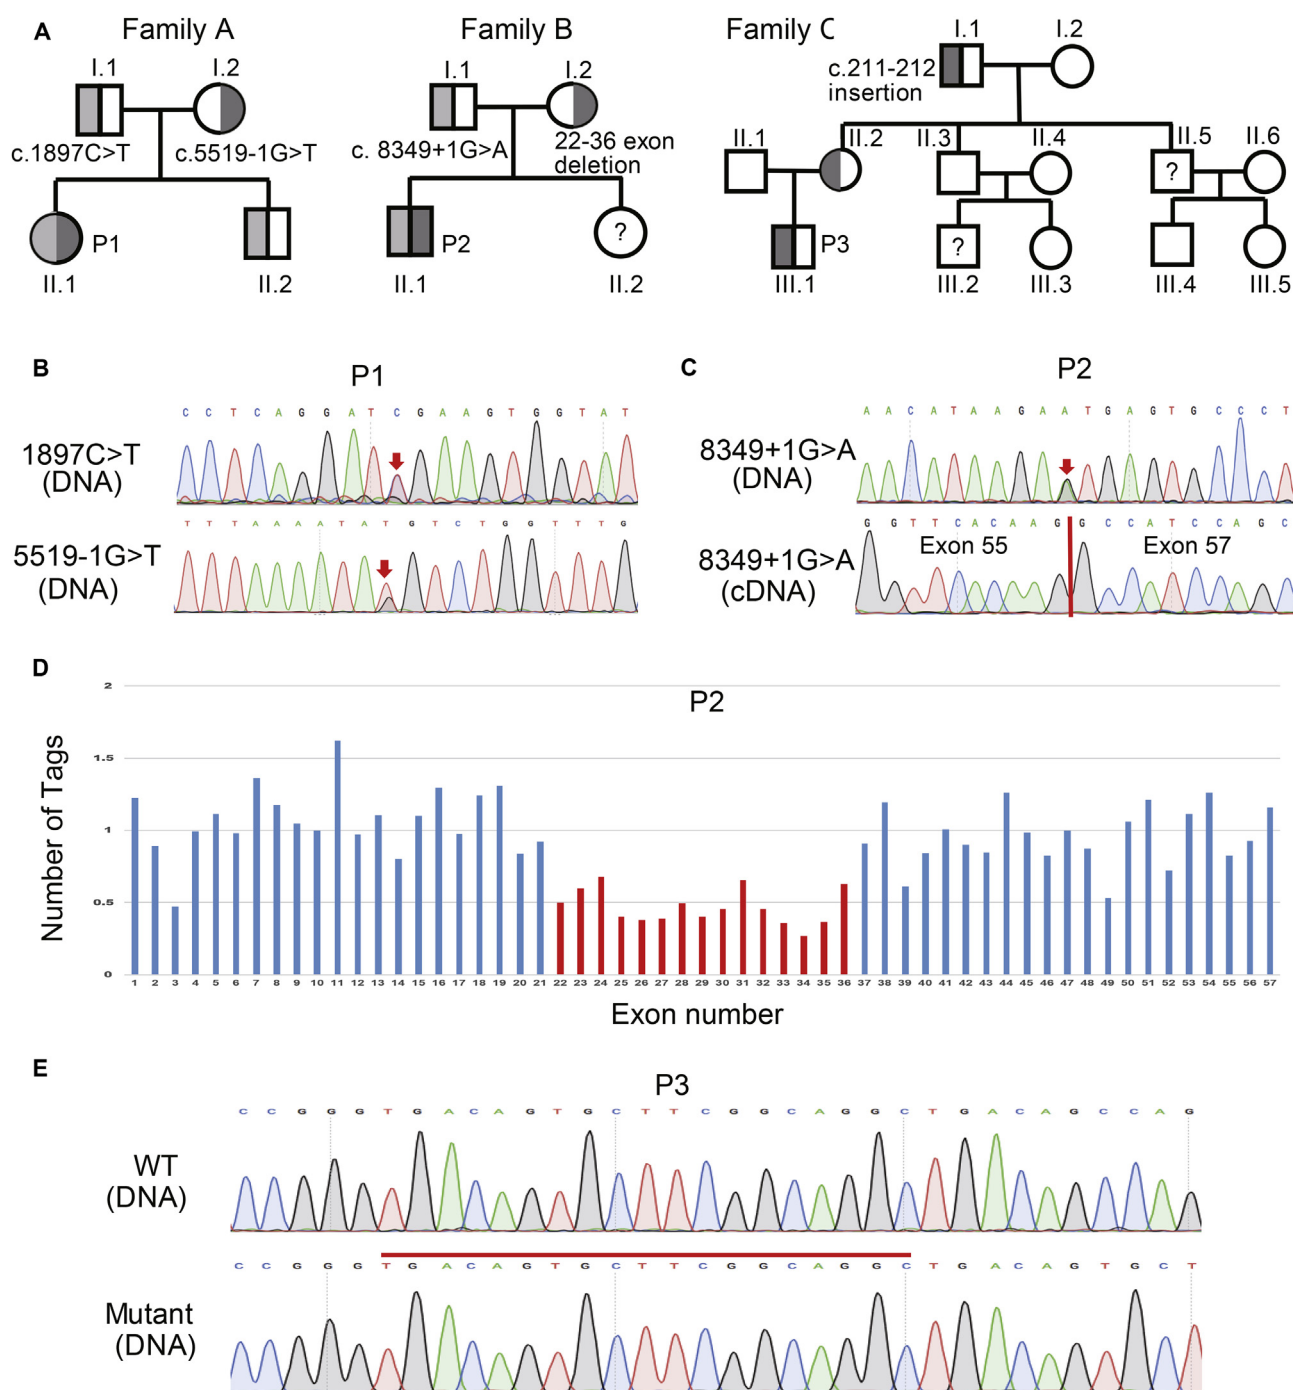 A
Family A
Family B
Family C
I.1
I.2
I.1
I.2
I.1
I.2
c.1897C>T
c.5519-1G>T
c. 8349+1G>A
22-36 exon
deletion
c.211-212
insertion
II.1
II.2
II.3
II.4
II.5
II.6
?
P1
P2
?
P3
?
II.1
II.2
II.1
II.2
III.1
III.2
III.3
III.4
III.5
B
P1
C C T C A G G A T C G A A G T G G T A T
1897C>T
(DNA)
T T T A A A A T A T G T C T G G T T T G
5519-1G>T
(DNA)
C
P2
A A C A T A A G A A T G A G T G C C C T
8349+1G>A
(DNA)
G G T T C A C A A G G C C A T C C A G C
Exon 55
Exon 57
8349+1G>A
(cDNA)
D
P2
Number of Tags
2
1.5
1
0.5
0
1 2 3 4 5 6 7 8 9 10 11 12 13 14 15 16 17 18 19 20 21 22 23 24 25 26 27 28 29 30 31 32 33 34 35 36 37 38 39 40 41 42 43 44 45 46 47 48 49 50 51 52 53 54 55 56 57
Exon number
E
P3
C C G G G T G A C A G T G C T T C G G C A G G C T G A C A G C C A G
WT
(DNA)
C C G G G T G A C A G T G C T T C G G C A G G C T G A C A G T G C T
Mutant
(DNA)